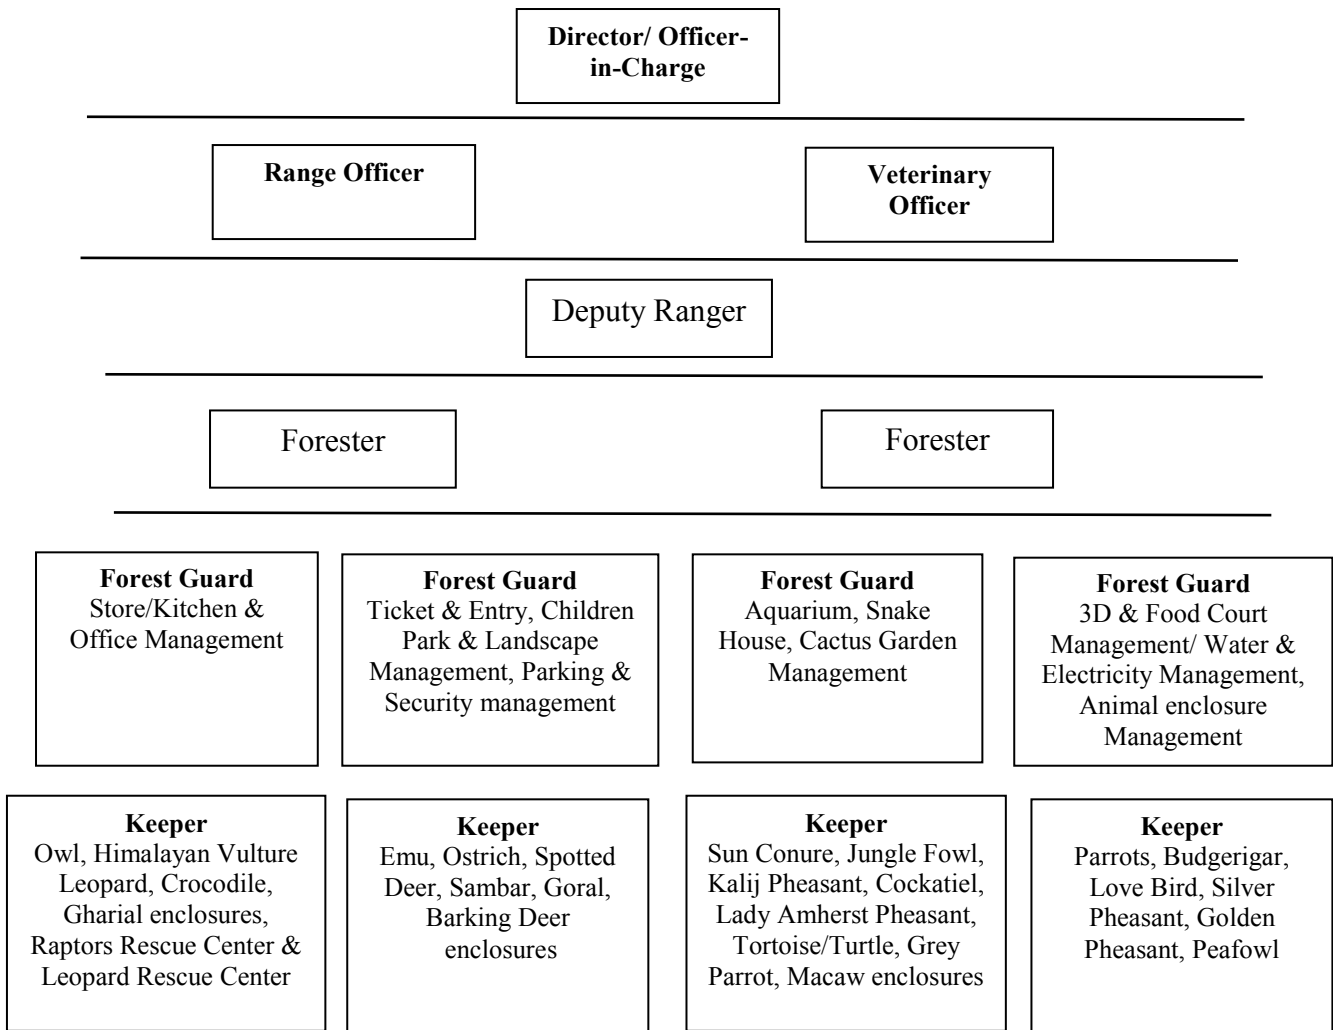 Director/ Officer-
in-Charge
Range Officer
Veterinary
Officer
Deputy Ranger
Forester
Forester
Forest Guard
Store/Kitchen &
Office Management
Forest Guard
Ticket & Entry, Children
Park & Landscape
Management, Parking &
Security management
Forest Guard
Aquarium, Snake
House, Cactus Garden
Management
Forest Guard
3D & Food Court
Management/ Water &
Electricity Management,
Animal enclosure
Management
Keeper
Owl, Himalayan Vulture
Leopard, Crocodile,
Gharial enclosures,
Raptors Rescue Center &
Leopard Rescue Center
Keeper
Emu, Ostrich, Spotted
Deer, Sambar, Goral,
Barking Deer
enclosures
Keeper
Sun Conure, Jungle Fowl,
Kalij Pheasant, Cockatiel,
Lady Amherst Pheasant,
Tortoise/Turtle, Grey
Parrot, Macaw enclosures
Keeper
Parrots, Budgerigar,
Love Bird, Silver
Pheasant, Golden
Pheasant, Peafowl